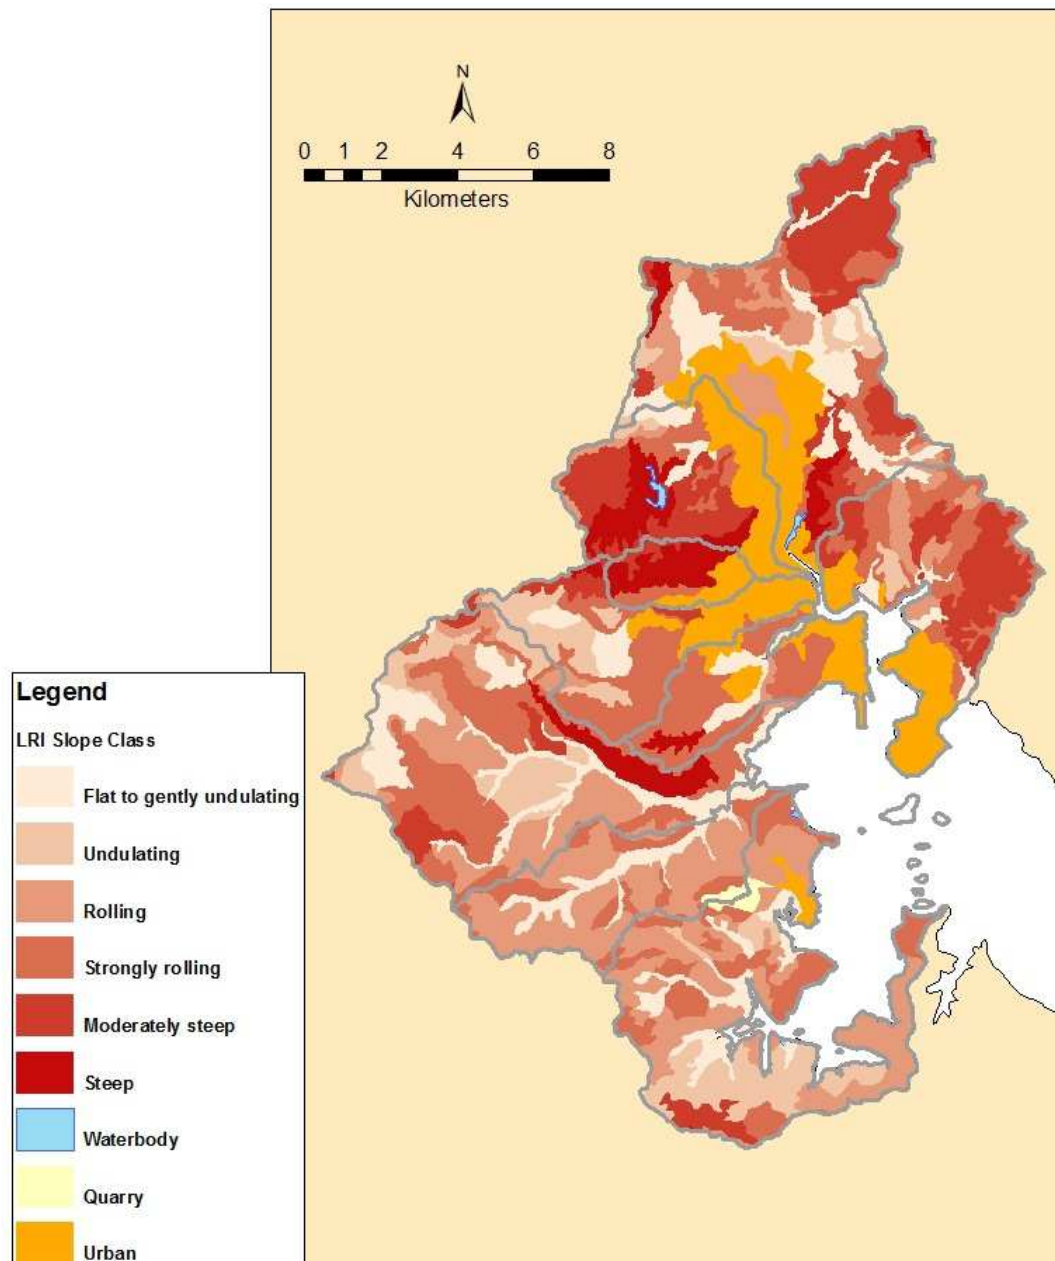 N
0 1 2 4 6 8
Kilometers
Legend
LRI Slope Class
Flat to gently undulating
Undulating
Rolling
Strongly rolling
Moderately steep
Steep
Waterbody
Quarry
Urban